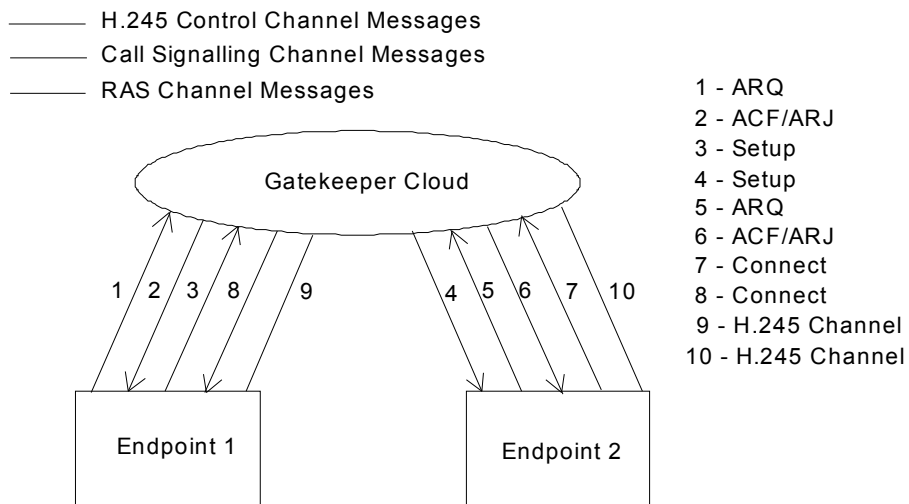 H.245 Control Channel Messages
Call Signalling Channel Messages
RAS Channel Messages
1 - ARQ
2 - ACF/ARJ
3 - Setup
4 - Setup
5 - ARQ
6 - ACF/ARJ
7 - Connect
8 - Connect
9 - H.245 Channel
10 - H.245 Channel
Gatekeeper Cloud
1 2 3 8 9 4 5 6 7 10
Endpoint 1
Endpoint 2